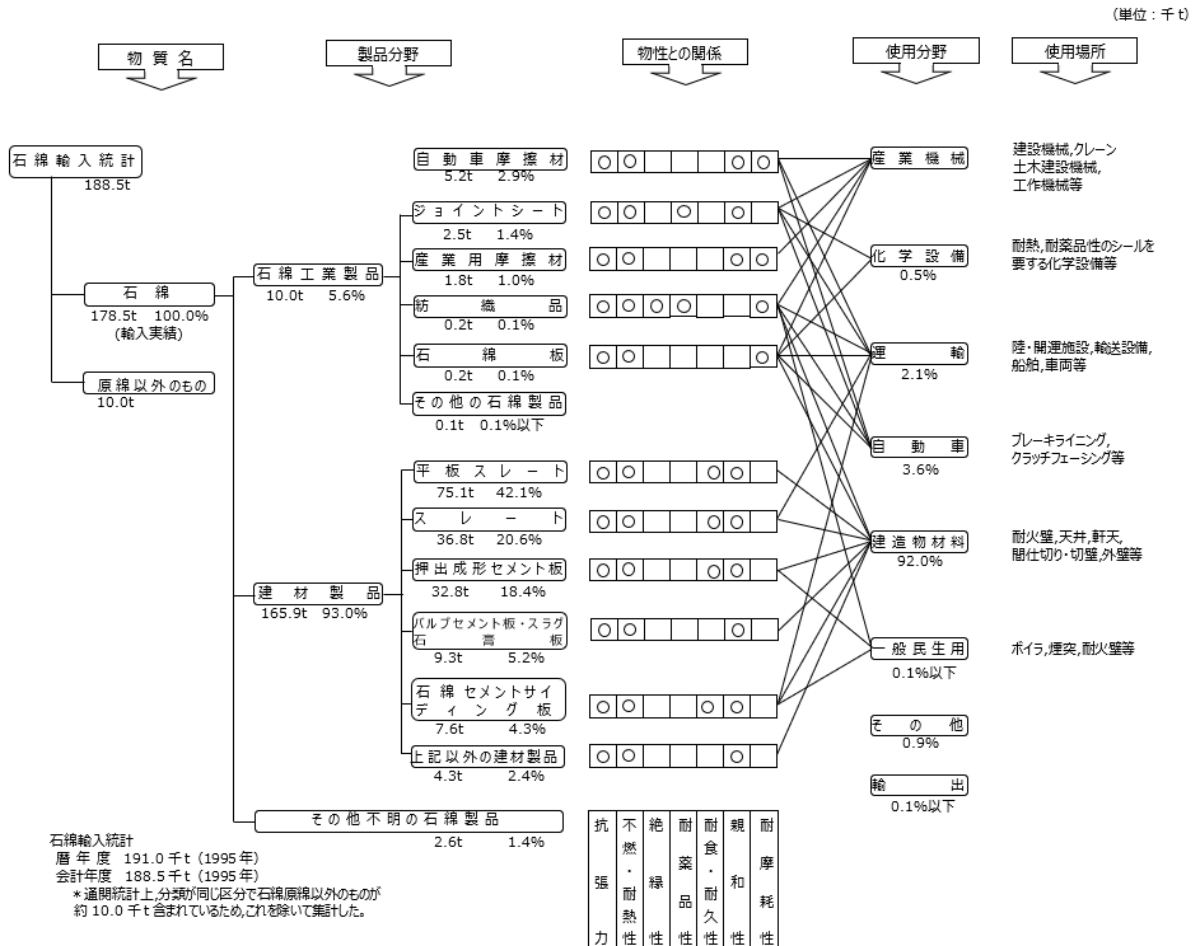 (単位：千t)
物質名
製品分野
物性との関係
使用分野
使用場所
石綿輸入統計
188.5t
石綿
178.5t 100.0%
(輸入実績)
原綿以外のもの
10.0t
石綿工業製品
10.0t 5.6%
建材製品
165.9t 93.0%
その他不明の石綿製品
2.6t 1.4%
自動車摩擦材
5.2t 2.9%
ジョイントシート
2.5t 1.4%
産業用摩擦材
1.8t 1.0%
紡織品
0.2t 0.1%
石綿板
0.2t 0.1%
その他の石綿製品
0.1t 0.1%以下
平板スレート
75.1t 42.1%
スレート
36.8t 20.6%
押出成形セメント板
32.8t 18.4%
パルプセメント板・スラグ
石膏板
9.3t 5.2%
石綿セメントサイ
ディング板
7.6t 4.3%
上記以外の建材製品
4.3t 2.4%
抗張力
不燃・耐熱性
絶縁性
耐薬品性
耐食・耐久性
親和性
耐摩耗性
産業機械
化学設備
0.5%
運輸
2.1%
自動車
3.6%
建造物材料
92.0%
一般民生用
0.1%以下
その他
0.9%
輸出
0.1%以下
建設機械,クレーン
土木建設機械,
工作機械等
耐熱,耐薬品性のシールを
要する化学設備等
陸・開運施設,輸送設備,
船舶,車両等
ブレーキライニング,
クラッチフェーシング等
耐火壁,天井,軒天,
間仕切り・切壁,外壁等
ボイラ,煙突,耐火壁等
石綿輸入統計
暦年度 191.0千t (1995年)
会計年度 188.5千t (1995年)
＊通関統計上,分類が同じ区分で石綿原綿以外のものが
約10.0千t含まれているため,これを除いて集計した。